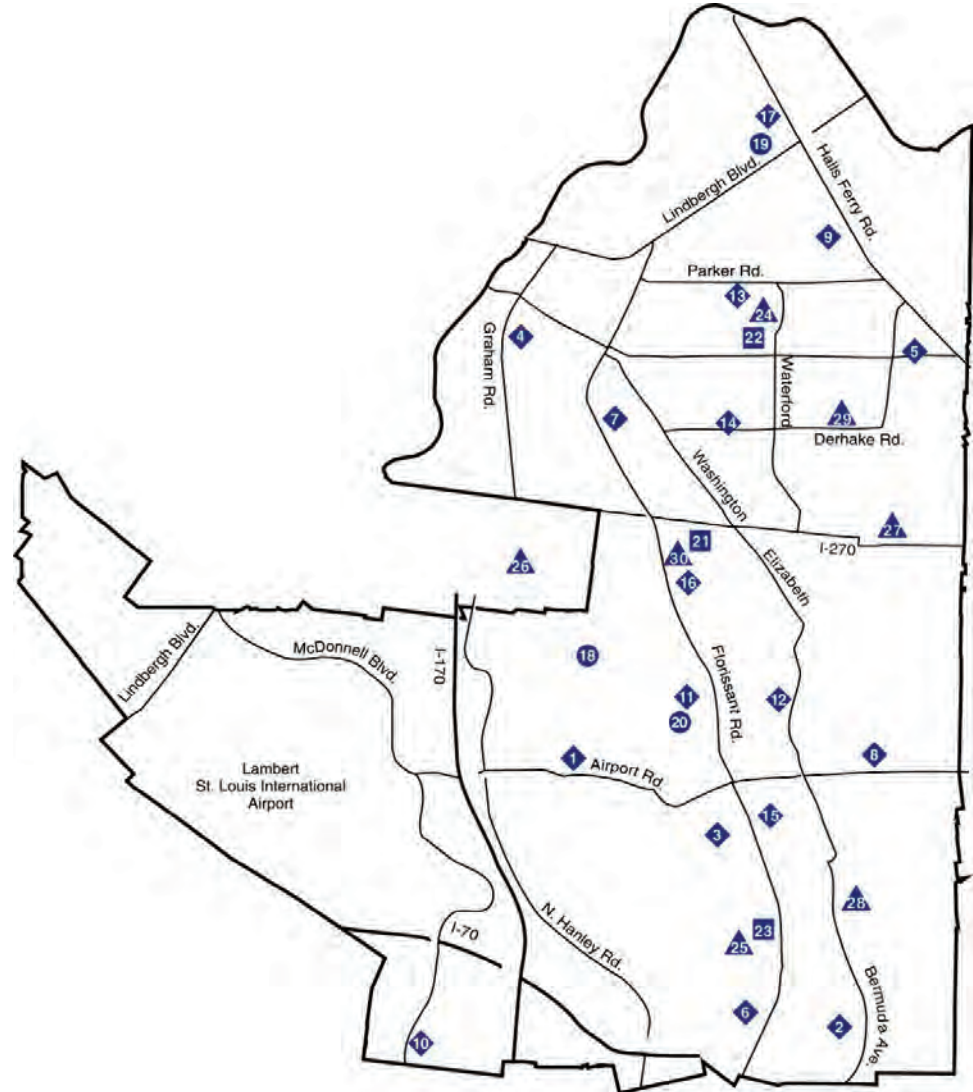 17
19
Lindbergh Blvd.
Halls Ferry Rd.
9
Parker Rd.
13
24
4
22
5
Graham Rd.
Waterford
7
14
29
Derhake Rd.
Washington
27
21
I-270
30
26
16
Elizabeth
Lindbergh Blvd.
McDonnell Blvd.
I-170
18
Florissant Rd.
11
12
20
1
8
Airport Rd.
Lambert
St. Louis International
Airport
15
3
28
23
25
I-70
N. Hanley Rd.
6
2
Bermuda Ave.
10